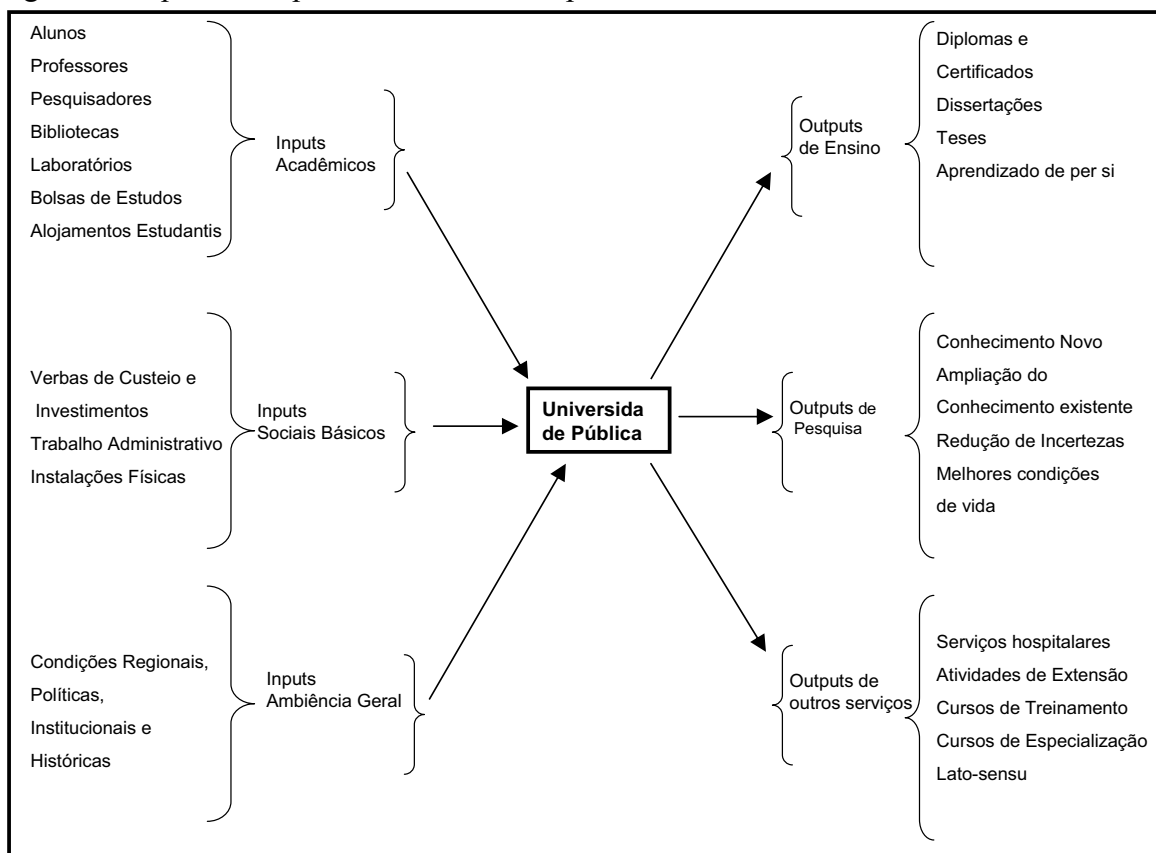 Alunos
Professores
Pesquisadores
Bibliotecas
Laboratórios
Bolsas de Estudos
Alojamentos Estudantis
Inputs
Acadêmicos
Verbas de Custeio e
Investimentos
Trabalho Administrativo
Instalações Físicas
Inputs
Sociais Básicos
Condições Regionais,
Políticas,
Institucionais e
Históricas
Inputs
Ambiência Geral
Universida
de Pública
Outputs
de Ensino
Diplomas e
Certificados
Dissertações
Teses
Aprendizado de per si
Outputs de
Pesquisa
Conhecimento Novo
Ampliação do
Conhecimento existente
Redução de Incertezas
Melhores condições
de vida
Outputs de
outros serviços
Serviços hospitalares
Atividades de Extensão
Cursos de Treinamento
Cursos de Especialização
Lato-sensu